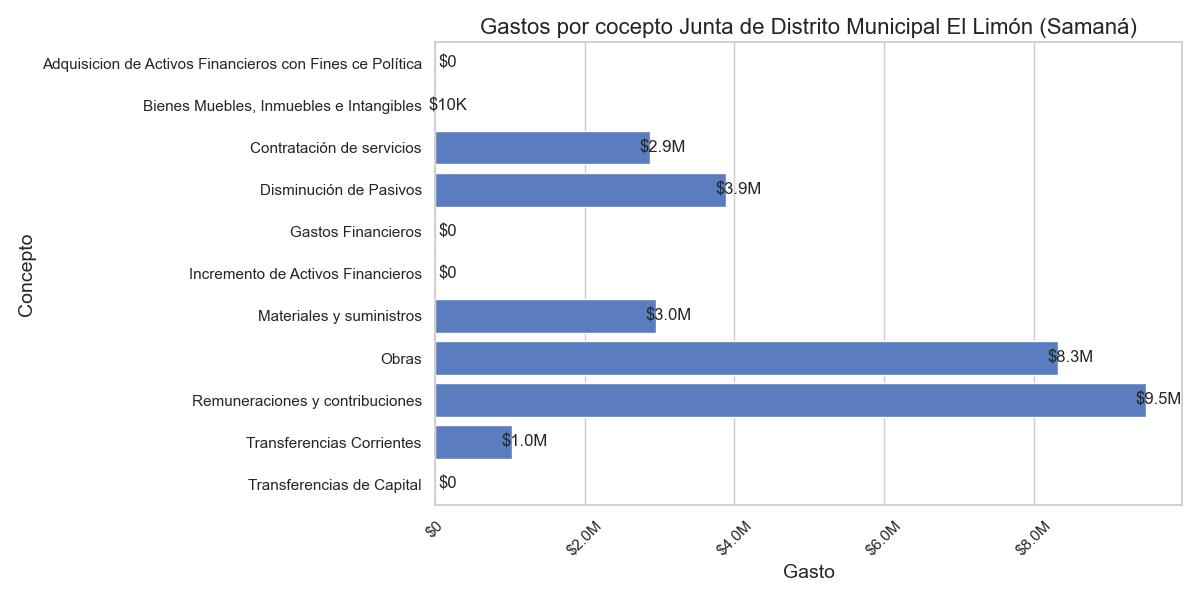 Gastos por cocepto Junta de Distrito Municipal El Limón (Samaná)
Concepto
Adquisicion de Activos Financieros con Fines ce Política $0
Bienes Muebles, Inmuebles e Intangibles $10K
Contratación de servicios $2.9M
Disminución de Pasivos $3.9M
Gastos Financieros $0
Incremento de Activos Financieros $0
Materiales y suministros $3.0M
Obras $8.3M
Remuneraciones y contribuciones $9.5M
Transferencias Corrientes $1.0M
Transferencias de Capital $0
$0 $2.0M $4.0M $6.0M $8.0M
Gasto